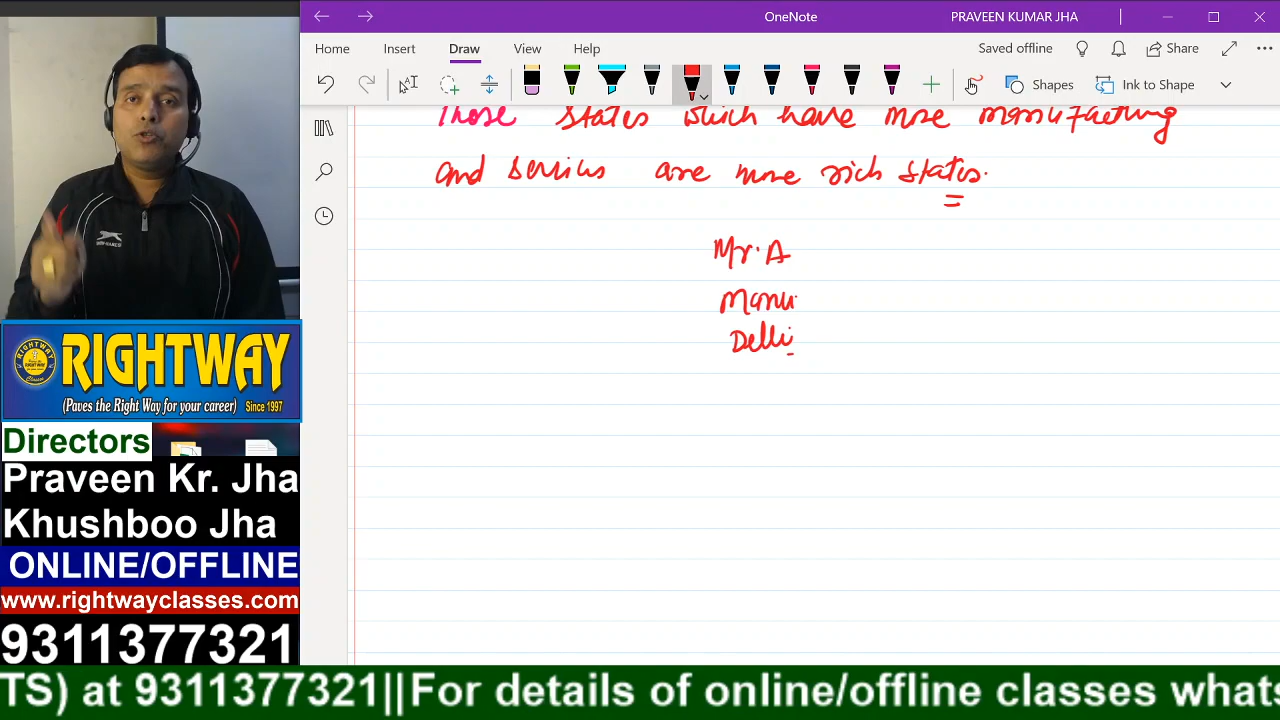 OneNote PRAVEEN KUMAR JHA
Home Insert Draw View Help Saved offline Share
Shapes Ink to Shape
Those States which have more manufacturing
and services are more rich States.
Mr. A
Manu
Delhi
RIGHTWAY
(Paves the Right Way for your career) Since 1997
Directors
Praveen Kr. Jha
Khushboo Jha
ONLINE/OFFLINE
www.rightwayclasses.com
9311377321
TS) at 9311377321||For details of online/offline classes whats